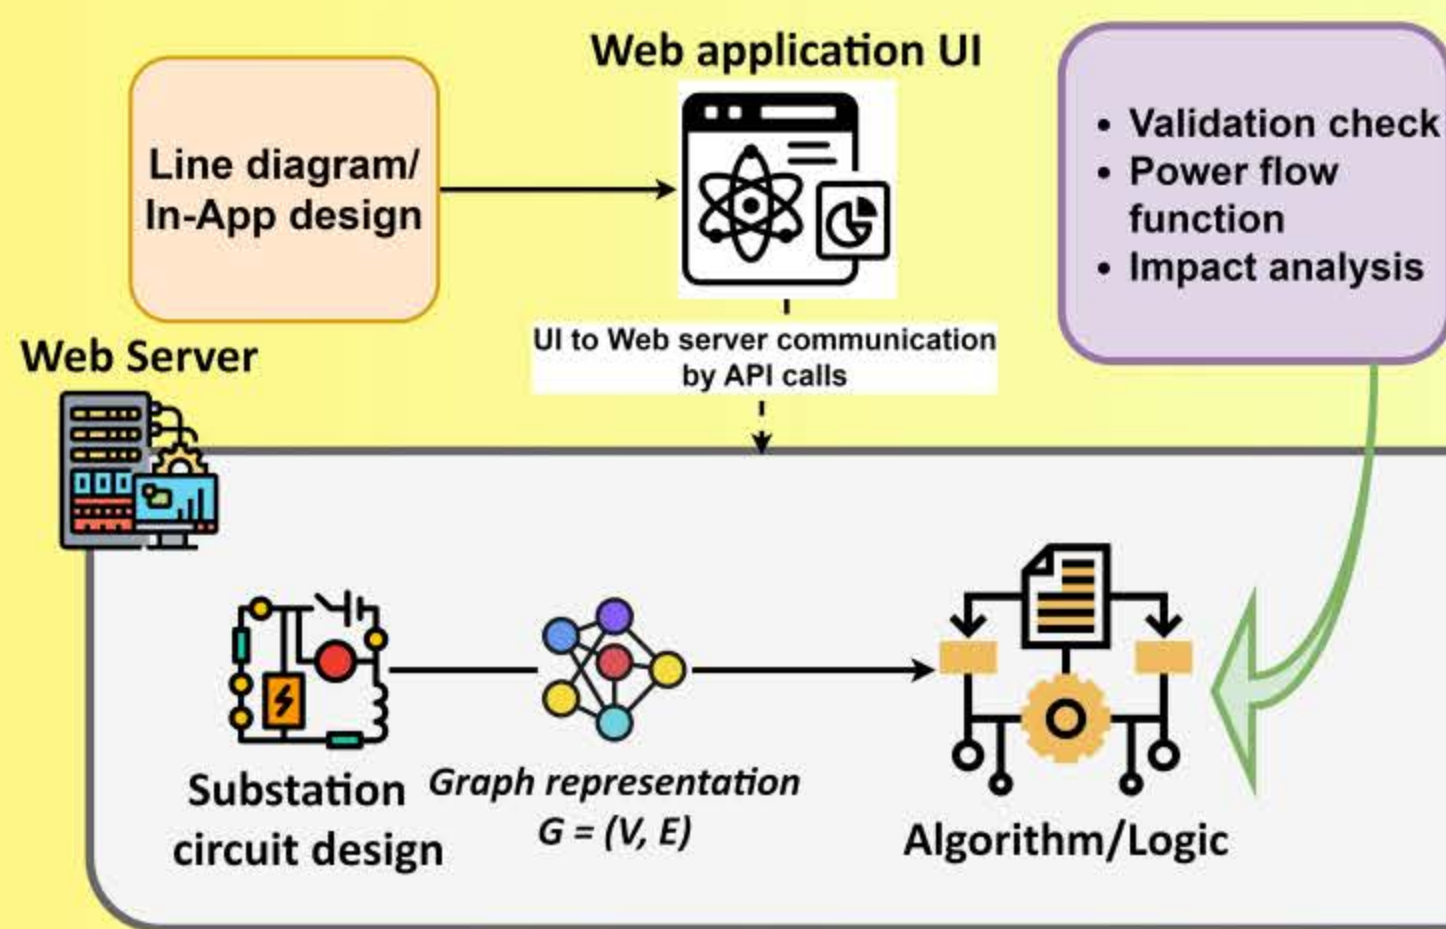 Web application UI
Line diagram/
In-App design
• Validation check
• Power flow
function
• Impact analysis
UI to Web server communication
by API calls
Web Server
Substation
circuit design
Graph representation
G = (V, E)
Algorithm/Logic